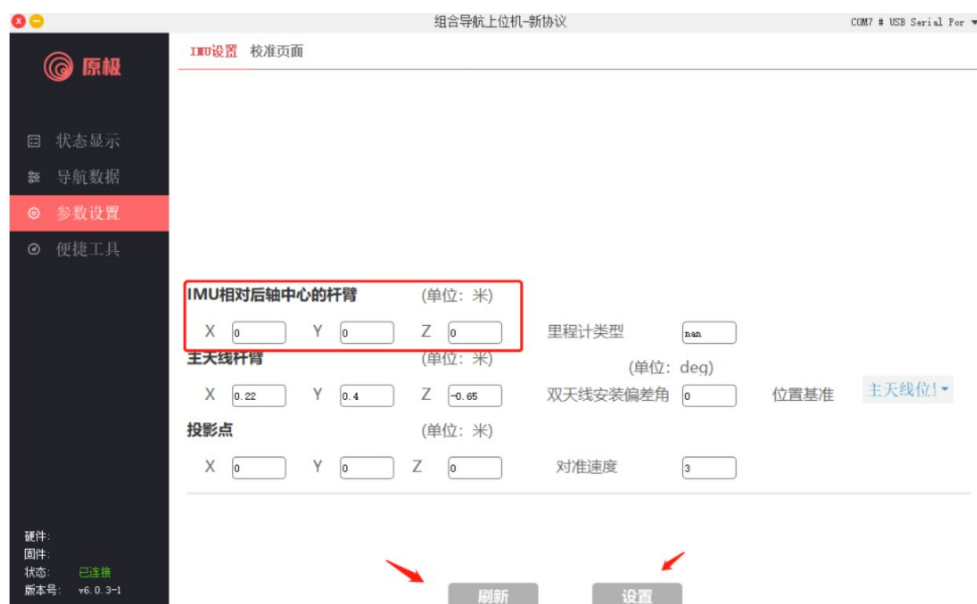 组合导航上位机-新协议
COM7 # USB Serial Por
原极
IMU设置 校准页面
状态显示
导航数据
参数设置
便捷工具
IMU相对后轴中心的杆臂 (单位: 米)
X 0 Y 0 Z 0 里程计类型 nan
主天线杆臂 (单位: 米) (单位: deg)
X 0.22 Y 0.4 Z -0.65 双天线安装偏差角 0 位置基准 主天线位
投影点 (单位: 米)
X 0 Y 0 Z 0 对准速度 3
硬件:
固件:
状态: 已连接
版本号: v6.0.3-1
刷新 设置